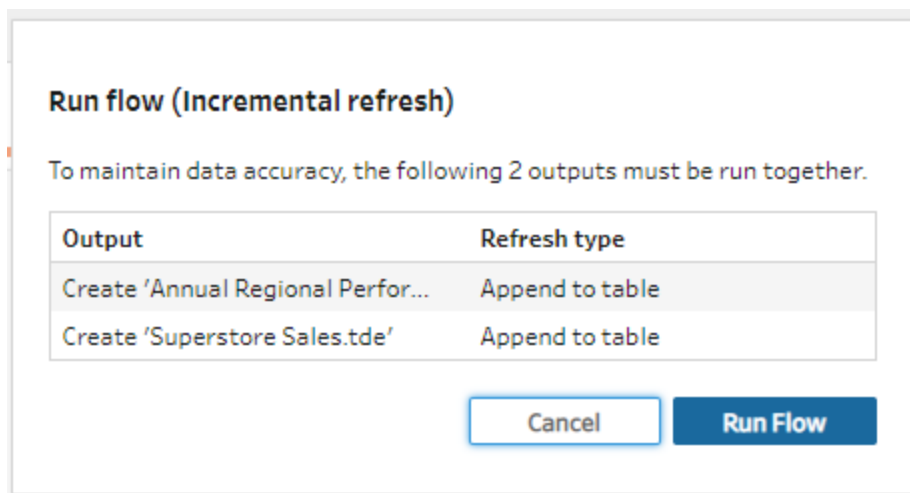 Run flow (Incremental refresh)
To maintain data accuracy, the following 2 outputs must be run together.
Output Refresh type
Create 'Annual Regional Perfor... Append to table
Create 'Superstore Sales.tde' Append to table
Cancel Run Flow